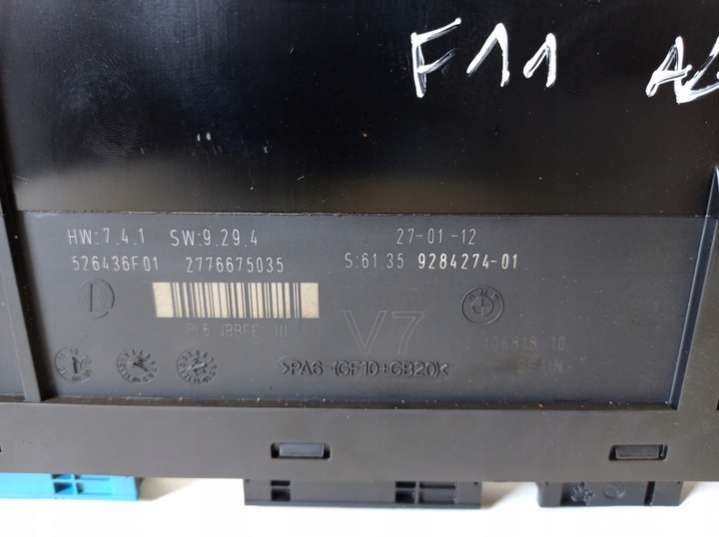 F11
HW:7.4.1 SW:9.29.4 27-01-12
526436F01 2776675035 S:61.35 9284274-01
V7
>PA6-(GF10+GB20)<